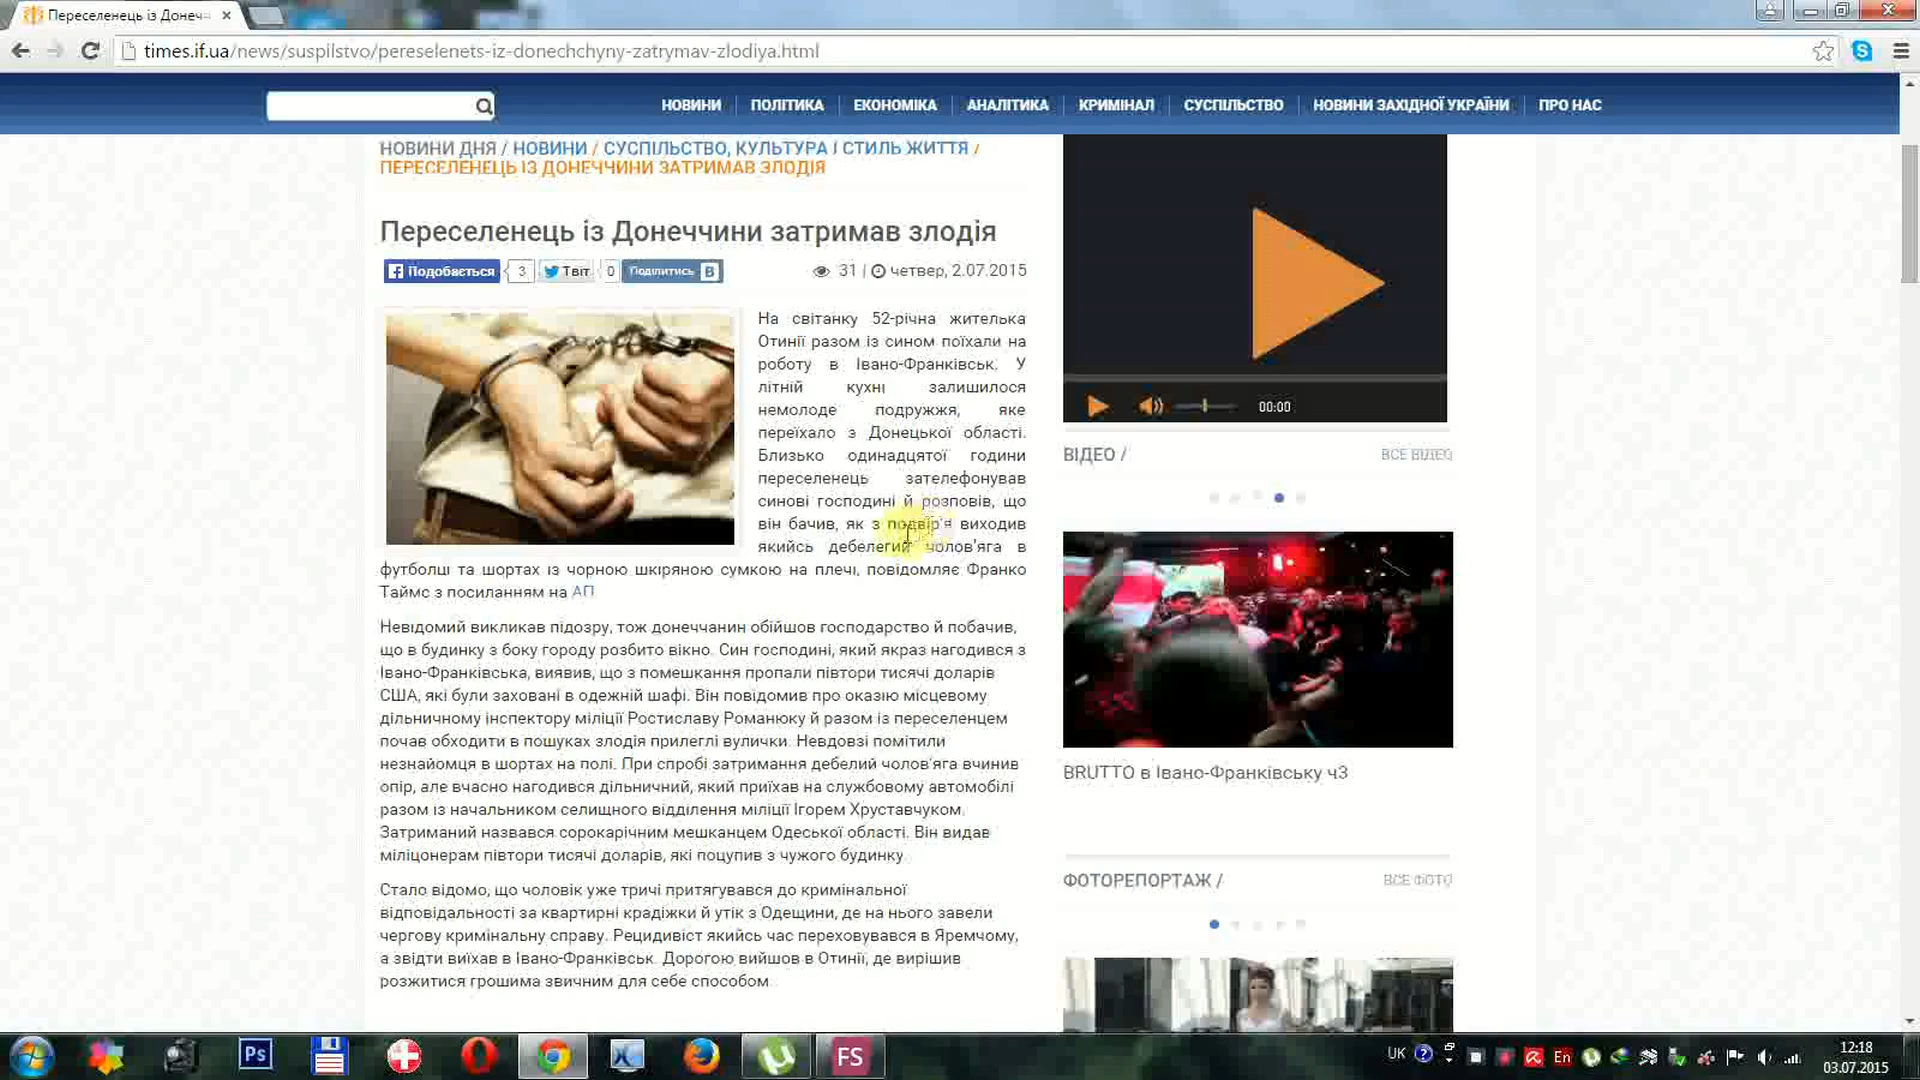 Переселенець із Донеч
times.if.ua/news/suspilstvo/pereselenets-iz-donechchyny-zatrymav-zlodiya.html
НОВИНИ ПОЛІТИКА ЕКОНОМІКА АНАЛІТИКА КРИМІНАЛ СУСПІЛЬСТВО НОВИНИ ЗАХІДНОЇ УКРАЇНИ ПРО НАС
НОВИНИ ДНЯ / НОВИНИ / СУСПІЛЬСТВО, КУЛЬТУРА І СТИЛЬ ЖИТТЯ /
ПЕРЕСЕЛЕНЕЦЬ ІЗ ДОНЕЧЧИНИ ЗАТРИМАВ ЗЛОДІЯ
Переселенець із Донеччини затримав злодія
Подобається 3 Твіт 0 Поділитись B 31 | четвер, 2.07.2015
На світанку 52-річна жителька
Отинії разом із сином поїхали на
роботу в Івано-Франківськ. У
літній кухні залишилося
немолоде подружжя, яке
переїхало з Донецької області.
Близько одинадцятої години
переселенець зателефонував
синові господині й розповів, що
він бачив, як з подвір'я виходив
якийсь дебелегий чолов'яга в
футболці та шортах із чорною шкіряною сумкою на плечі, повідомляє Франко
Таймс з посиланням на АП
Невідомий викликав підозру, тож донеччанин обійшов господарство й побачив,
що в будинку з боку городу розбито вікно. Син господині, який якраз нагодився з
Івано-Франківська, виявив, що з помешкання пропали півтори тисячі доларів
США, які були заховані в одежній шафі. Він повідомив про оказію місцевому
дільничному інспектору міліції Ростиславу Романюку й разом із переселенцем
почав обходити в пошуках злодія прилеглі вулички. Невдовзі помітили
незнайомця в шортах на полі. При спробі затримання дебелий чолов'яга вчинив
опір, але вчасно нагодився дільничний, який приїхав на службовому автомобілі
разом із начальником селищного відділення міліції Ігорем Хруставчуком.
Затриманий назвався сорокарічним мешканцем Одеської області. Він видав
міліціонерам півтори тисячі доларів, які поцупив з чужого будинку.
Стало відомо, що чоловік уже тричі притягувався до кримінальної
відповідальності за квартирні крадіжки й утік з Одещини, де на нього завели
чергову кримінальну справу. Рецидивіст якийсь час переховувався в Яремчому,
а звідти виїхав в Івано-Франківськ. Дорогою вийшов в Отинії, де вирішив
розжитися грошима звичним для себе способом.
00:00
ВІДЕО / ВСЕ ВІДЕО
BRUTTO в Івано-Франківську ч3
ФОТОРЕПОРТАЖ / ВСЕ ФОТО
Ps FS UK En 12:18
03.07.2015